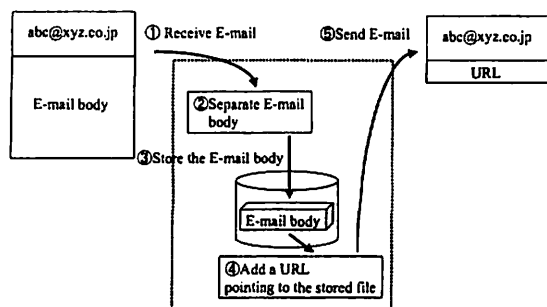 abc@xyz.co.jp
E-mail body
① Receive E-mail
②Separate E-mail
body
③Store the E-mail body
E-mail body
④Add a URL
pointing to the stored file
⑤Send E-mail
abc@xyz.co.jp
URL